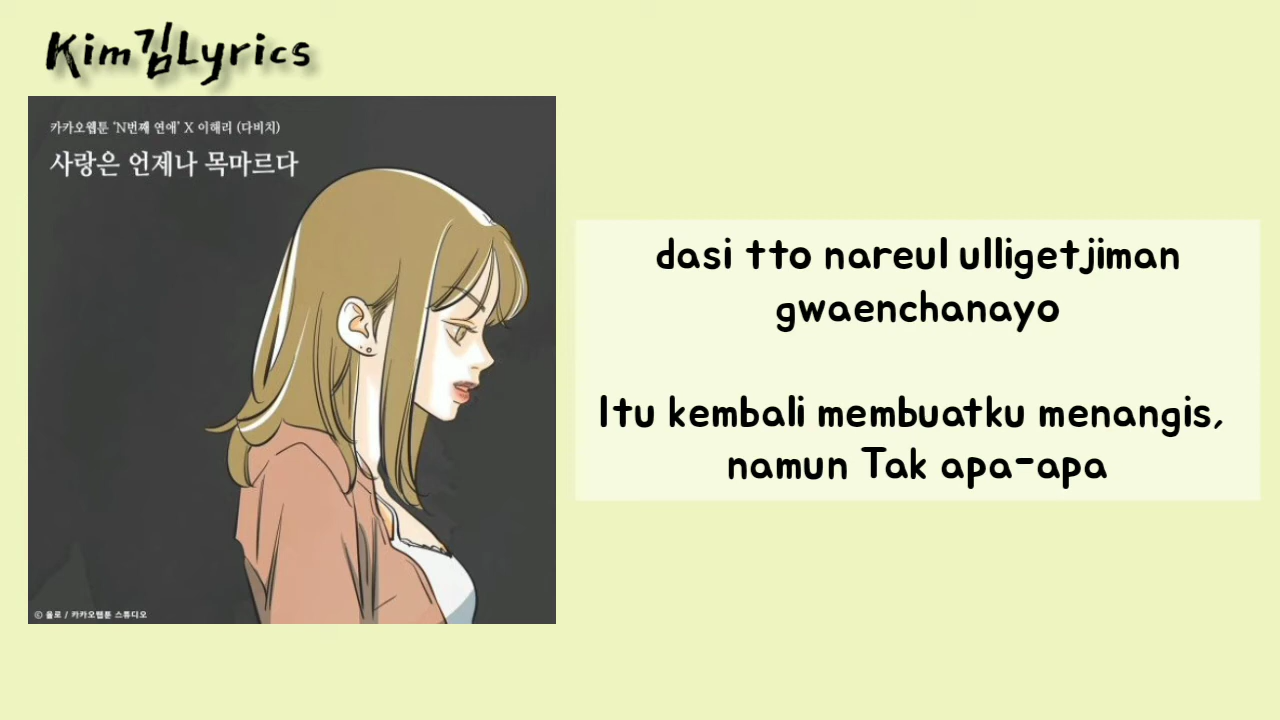 Kim김Lyrics
카카오웹툰 'N번째 연애' X 이해리 (다비치)
사랑은 언제나 목마르다
dasi tto nareul ulligetjiman
gwaenchanayo
Itu kembali membuatku menangis,
namun Tak apa-apa
© 율로 / 카카오웹툰 스튜디오